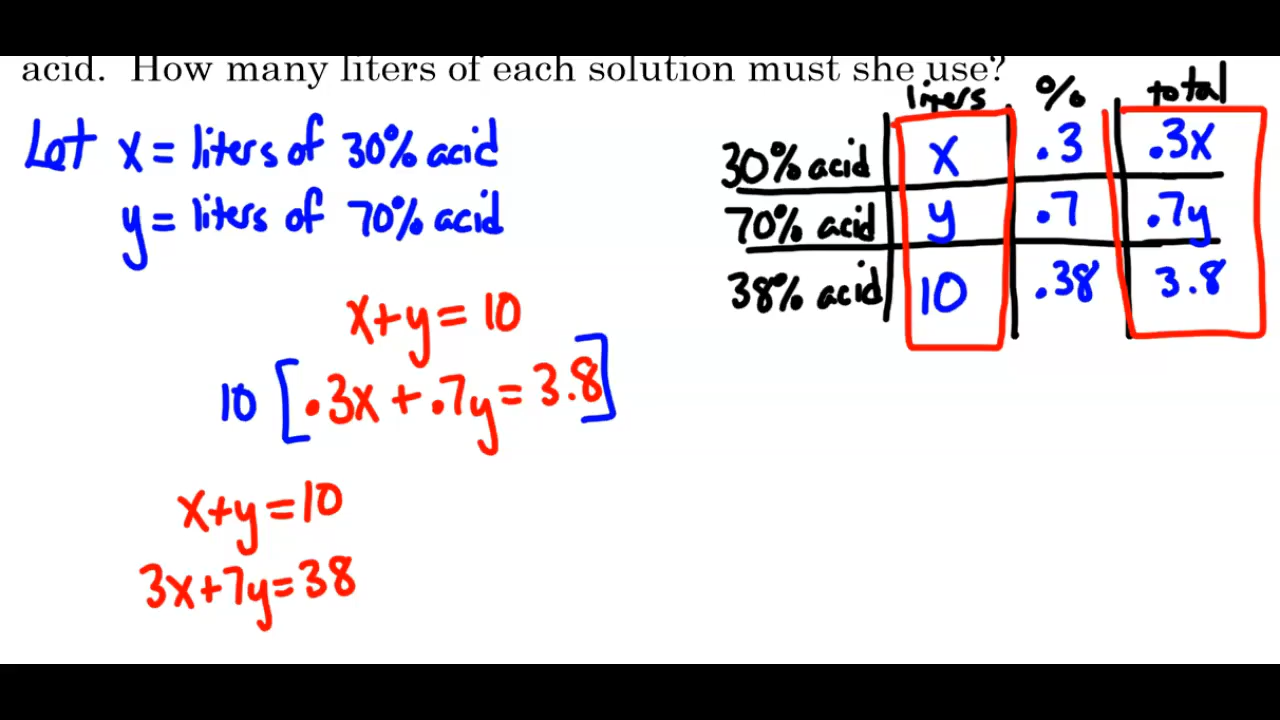 acid. How many liters of each solution must she use?
Let x = liters of 30% acid
y = liters of 70% acid
liters % total
30% acid x .3 .3x
70% acid y .7 .7y
38% acid 10 .38 3.8
x+y = 10
10 [.3x + .7y = 3.8]
x+y = 10
3x+7y = 38